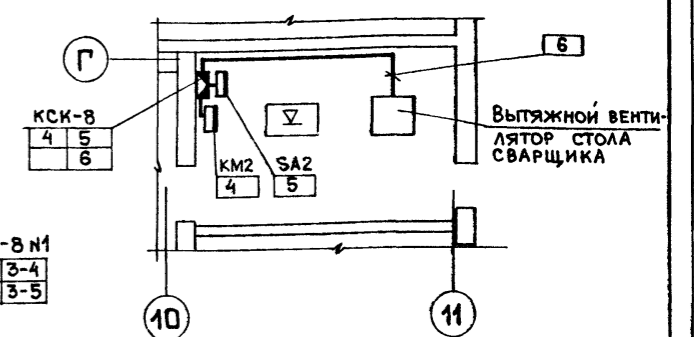 Г
6
КСК-8
4 5
6
ВЫТЯЖНОЙ ВЕНТИ-
ЛЯТОР СТОЛА
СВАРЩИКА
КМ2 SA2
4 5
-8 №1
3-4
3-5
10 11